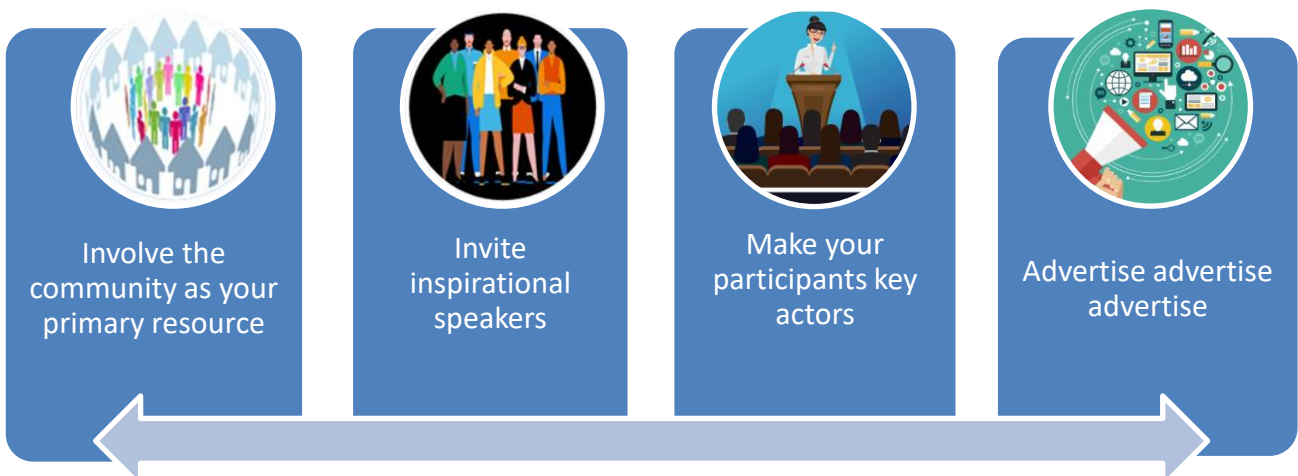 Involve the
community as your
primary resource
Invite
inspirational
speakers
Make your
participants key
actors
Advertise advertise
advertise